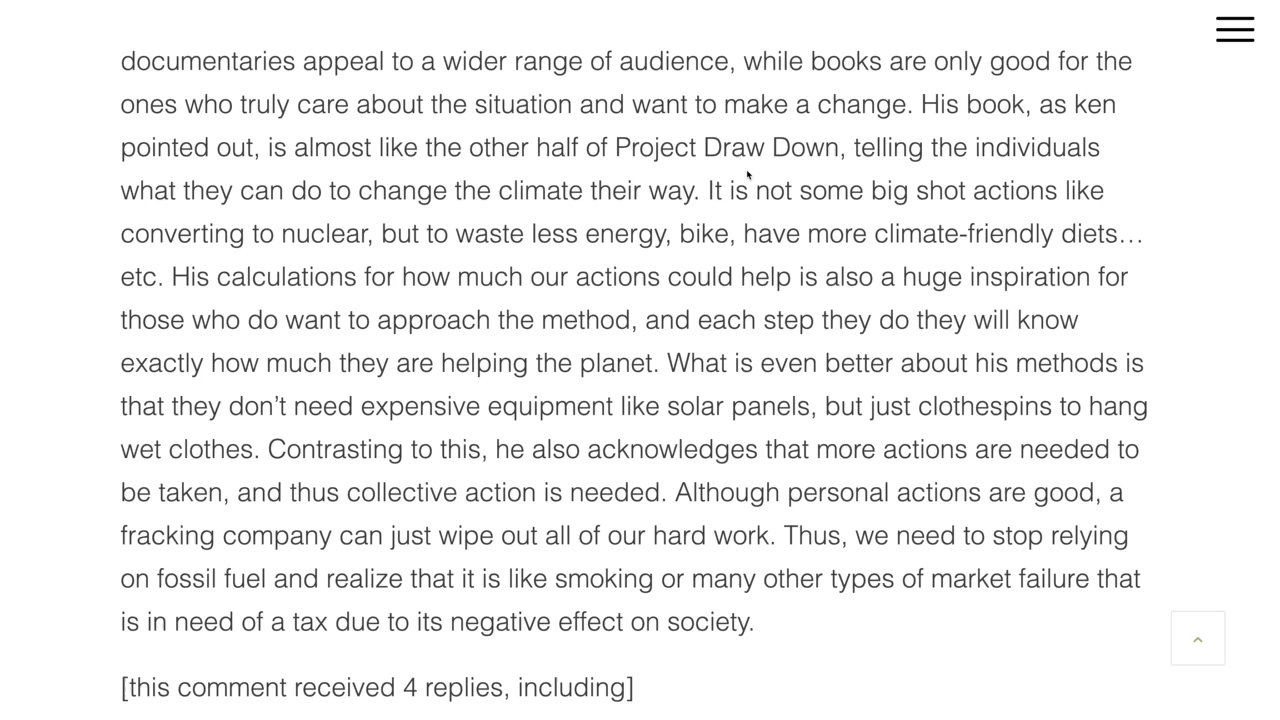 documentaries appeal to a wider range of audience, while books are only good for the
ones who truly care about the situation and want to make a change. His book, as ken
pointed out, is almost like the other half of Project Draw Down, telling the individuals
what they can do to change the climate their way. It is not some big shot actions like
converting to nuclear, but to waste less energy, bike, have more climate-friendly diets…
etc. His calculations for how much our actions could help is also a huge inspiration for
those who do want to approach the method, and each step they do they will know
exactly how much they are helping the planet. What is even better about his methods is
that they don’t need expensive equipment like solar panels, but just clothespins to hang
wet clothes. Contrasting to this, he also acknowledges that more actions are needed to
be taken, and thus collective action is needed. Although personal actions are good, a
fracking company can just wipe out all of our hard work. Thus, we need to stop relying
on fossil fuel and realize that it is like smoking or many other types of market failure that
is in need of a tax due to its negative effect on society.
[this comment received 4 replies, including]